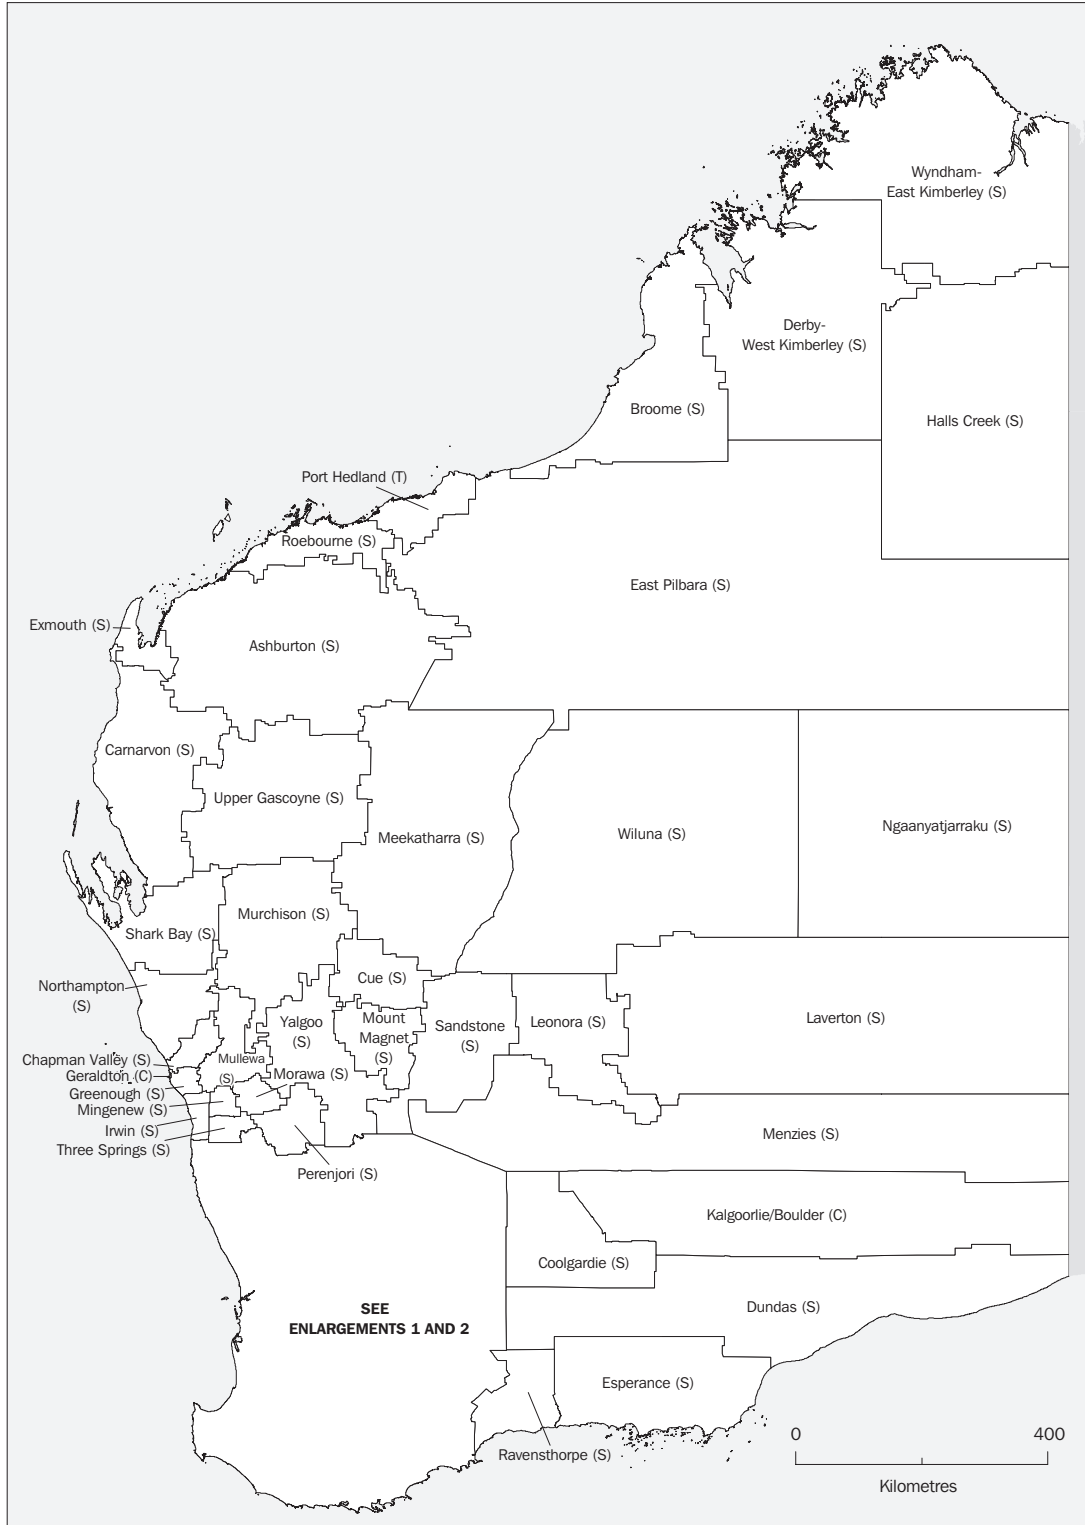 Wyndham-
East Kimberley (S)
Derby-
West Kimberley (S)
Broome (S)
Halls Creek (S)
Port Hedland (T)
Roebourne (S)
East Pilbara (S)
Exmouth (S)
Ashburton (S)
Carnarvon (S)
Upper Gascoyne (S)
Meekatharra (S)
Wiluna (S)
Ngaanyatjarraku (S)
Murchison (S)
Shark Bay (S)
Cue (S)
Northampton
(S)
Yalgoo
(S)
Mount
Magnet
(S)
Sandstone
(S)
Leonora (S)
Laverton (S)
Chapman Valley (S)
Mullewa
(S)
Geraldton (C)
Morawa (S)
Greenough (S)
Mingenew (S)
Irwin (S)
Three Springs (S)
Menzies (S)
Perenjori (S)
Kalgoorlie/Boulder (C)
Coolgardie (S)
SEE
ENLARGEMENTS 1 AND 2
Dundas (S)
Esperance (S)
Ravensthorpe (S)
0 400
Kilometres